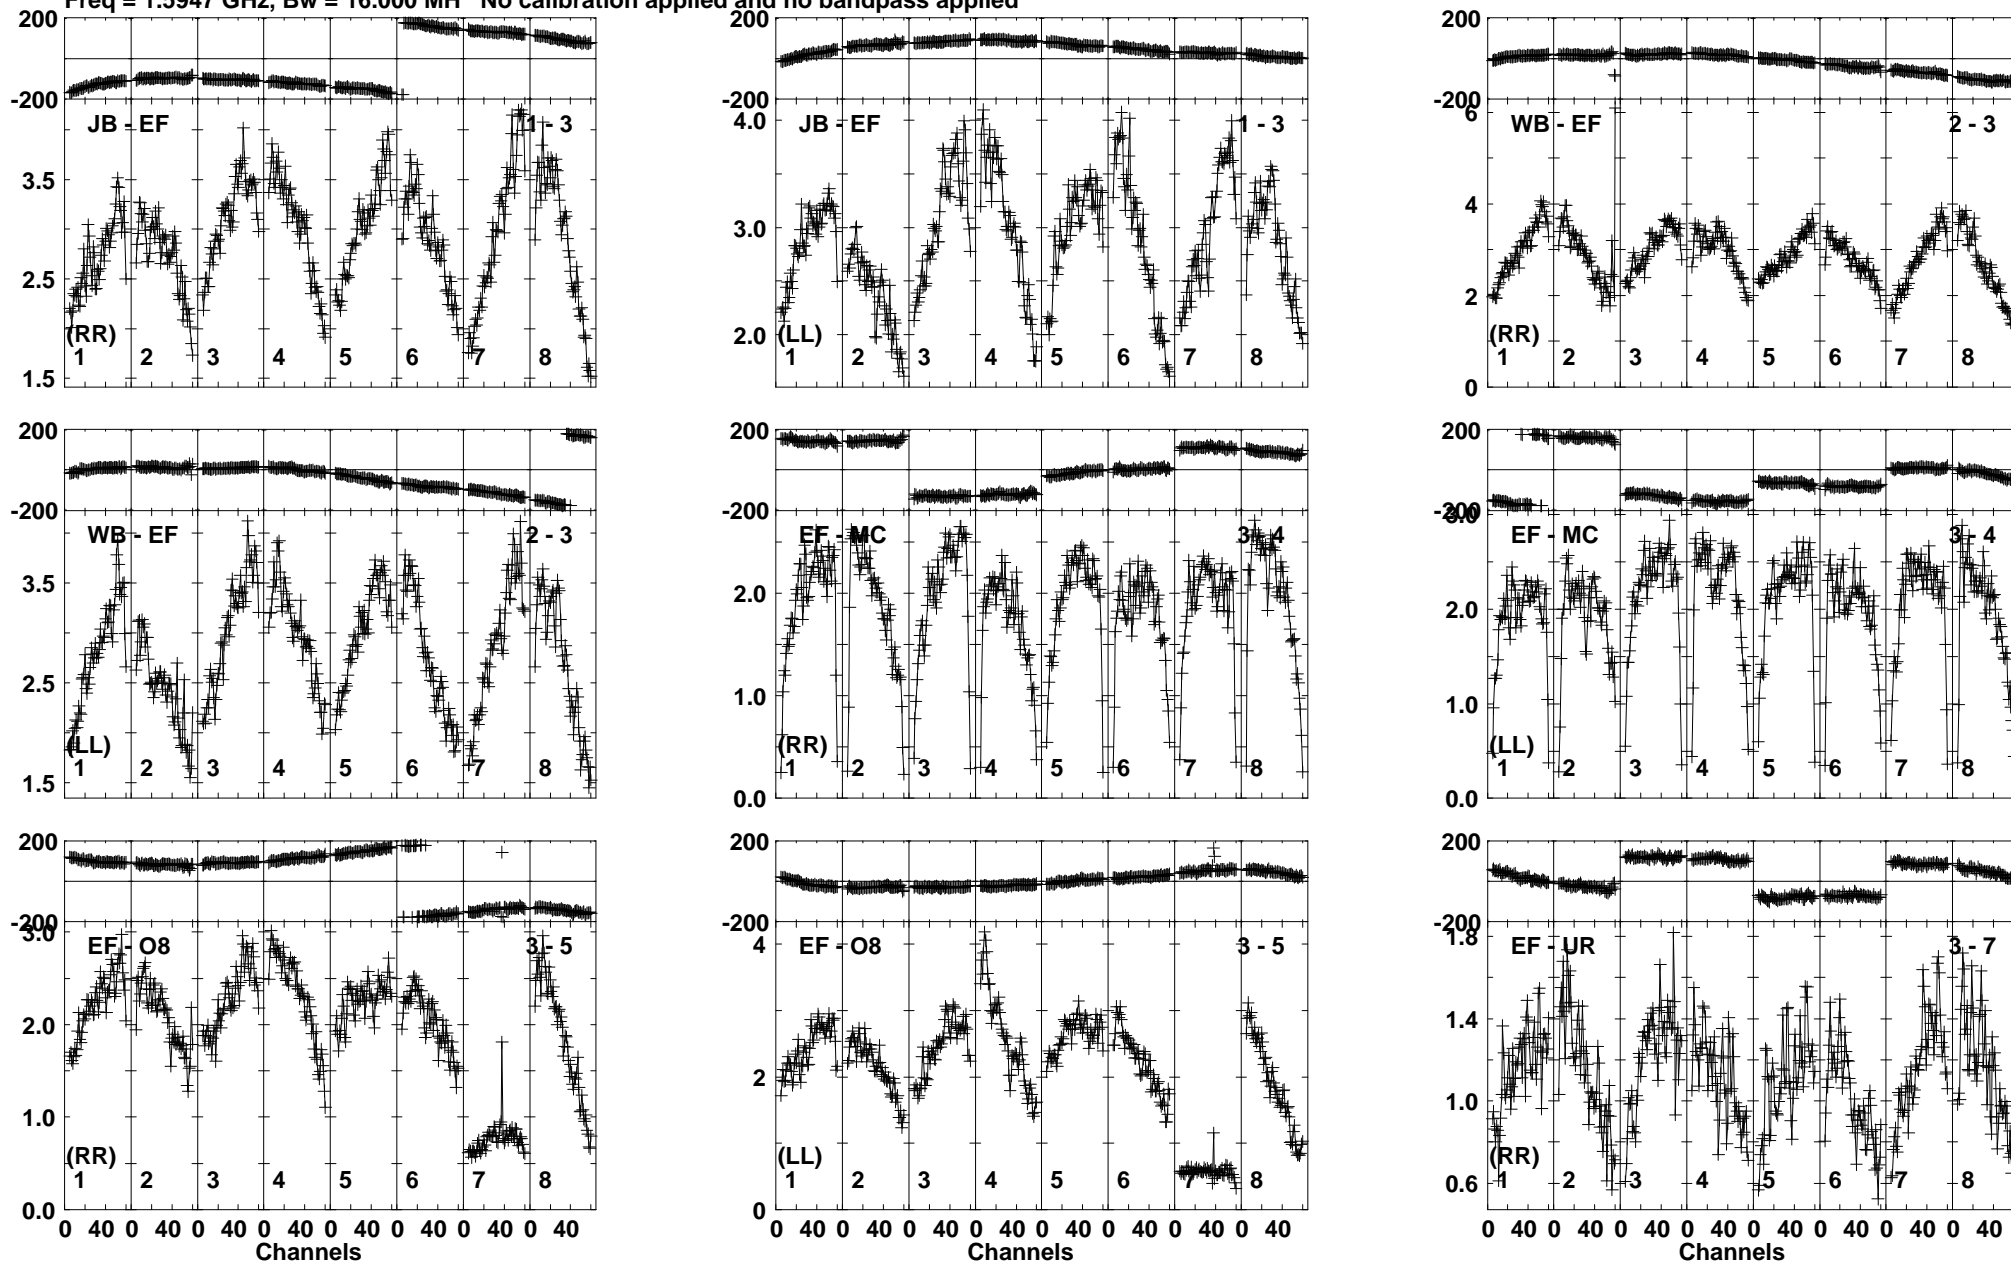 Freq = 1.5947 GHz, Bw = 16.000 MH No calibration applied and no bandpass applied
200 200 200
-200 -200 -200
JB - EF 1 - 3 JB - EF 1 - 3 WB - EF 2 - 3
3.5 2.5 1.5 4.0 3.0 2.0 6 4 2 0
(RR) (LL) (RR)
1 2 3 4 5 6 7 8 1 2 3 4 5 6 7 8 1 2 3 4 5 6 7 8
200 200 200
-200 -200 -200
WB - EF 2 - 3 EF - MC 3 - 4 EF - MC 3 - 4
3.5 2.5 1.5 2.0 1.0 0.0 3.0 2.0 1.0 0.0
(LL) (RR) (LL)
1 2 3 4 5 6 7 8 1 2 3 4 5 6 7 8 1 2 3 4 5 6 7 8
200 200 200
-200 -200 -200
EF - O8 3 - 5 EF - O8 3 - 5 EF - UR 3 - 7
3.0 2.0 1.0 0.0 4 2 0 1.8 1.4 1.0 0.6
(RR) (LL) (RR)
1 2 3 4 5 6 7 8 1 2 3 4 5 6 7 8 1 2 3 4 5 6 7 8
0 40 0 40 0 40 0 40 0 40 0 40 0 40 0 40 0 40 0 40 0 40 0 40 0 40 0 40 0 40 0 40 0 40 0 40 0 40 0 40 0 40 0 40 0 40 0 40
Channels Channels Channels